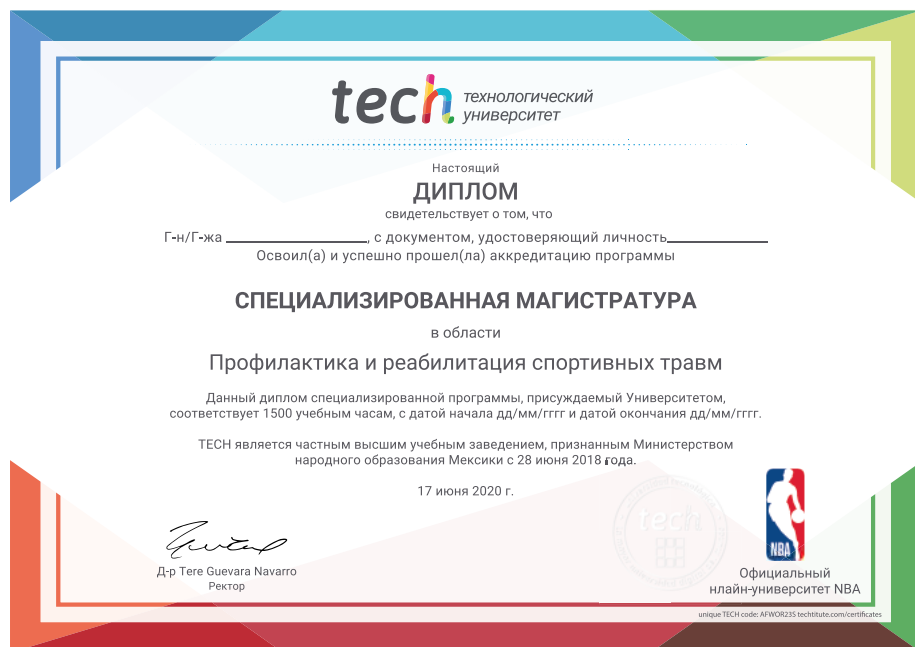 tech технологический
университет
Настоящий
ДИПЛОМ
свидетельствует о том, что
Г-н/Г-жа , с документом, удостоверяющий личность
Освоил(а) и успешно прошел(ла) аккредитацию программы
СПЕЦИАЛИЗИРОВАННАЯ МАГИСТРАТУРА
в области
Профилактика и реабилитация спортивных травм
Данный диплом специализированной программы, присуждаемый Университетом,
соответствует 1500 учебным часам, с датой начала дд/мм/гггг и датой окончания дд/мм/гггг.
TECH является частным высшим учебным заведением, признанным Министерством
народного образования Мексики с 28 июня 2018 года.
17 июня 2020 г.
tech
NBA
Д-р Tere Guevara Navarro
Ректор
Официальный
нлайн-университет NBA
unique TECH code: AFWOR23S techtitute.com/certificates